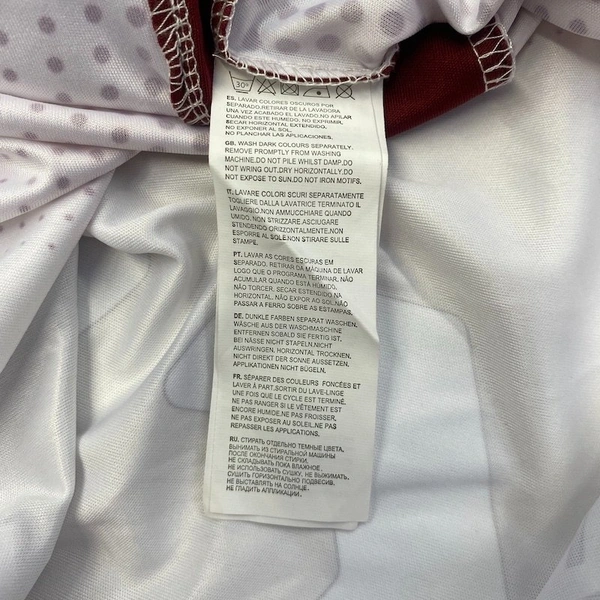 30°
ES. LAVAR COLORES OSCUROS POR
SEPARADO.RETIRAR DE LA LAVADORA
UNA VEZ ACABADO EL LAVADO.NO APILAR
CUANDO ESTE HUMEDO. NO EXPRIMIR.
SECAR HORIZONTAL EXTENDIDO.
NO EXPONER AL SOL.
NO PLANCHAR LAS APLICACIONES.
GB. WASH DARK COLOURS SEPARATELY.
REMOVE PROMPTLY FROM WASHING
MACHINE.DO NOT PILE WHILST DAMP.DO
NOT WRING OUT.DRY HORIZONTALLY.DO
NOT EXPOSE TO SUN.DO NOT IRON MOTIFS.
IT. LAVARE COLORI SCURI SEPARATAMENTE
TOGLIERE DALLA LAVATRICE TERMINATO IL
LAVAGGIO.NON AMMUCCHIARE QUANDO
UMIDO. NON STRIZZARE.ASCIUGARE
STENDENDO ORIZONTALMENTE.NON
ESPORRE AL SOLE.NON STIRARE SULLE
STAMPE.
PT. LAVAR AS CORES ESCURAS EM
SEPARADO. RETIRAR DA MÁQUINA DE LAVAR
LOGO QUE O PROGRAMA TERMINAR. NÃO
ACUMULAR QUANDO ESTÁ HÚMIDO.
NÃO TORCER. SECAR ESTENDIDO NA
HORIZONTAL. NÃO EXPOR AO SOL.NÃO
PASSAR A FERRO SOBRE AS ESTAMPAS.
DE. DUNKLE FARBEN SEPARAT WASCHEN.
WÄSCHE AUS DER WASCHMASCHINE
ENTFERNEN SOBALD SIE FERTIG IST.
BEI NÄSSE NICHT STAPELN.NICHT
AUSWRINGEN. HORIZONTAL TROCKNEN.
NICHT DIREKT DER SONNE AUSSETZEN.
APPLIKATIONEN NICHT BÜGELN.
FR. SÉPARER DES COULEURS FONCÉES ET
LAVER À PART.SORTIR DU LAVE-LINGE
UNE FOIS QUE LE CYCLE EST TERMINÉ.
NE PAS RANGER SI LE VÊTEMENT EST
ENCORE HUMIDE.NE PAS FROISSER.
NE PAS EXPOSER AU SOLEIL.NE PAS
REPASSER LES APPLICATIONS.
RU. СТИРАТЬ ОТДЕЛЬНО ТЕМНЫЕ ЦВЕТА.
ВЫНИМАТЬ ИЗ СТИРАЛЬНОЙ МАШИНЫ
ПОСЛЕ ОКОНЧАНИЯ СТИРКИ.
НЕ СКЛАДЫВАТЬ ПОКА ВЛАЖНОЕ.
НЕ ИСПОЛЬЗОВАТЬ СУШКУ. НЕ ВЫЖИМАТЬ.
СУШИТЬ ГОРИЗОНТАЛЬНО ПОДВЕСИВ.
НЕ ВЫСТАВЛЯТЬ НА СОЛНЦЕ.
НЕ ГЛАДИТЬ АППЛИКАЦИИ.